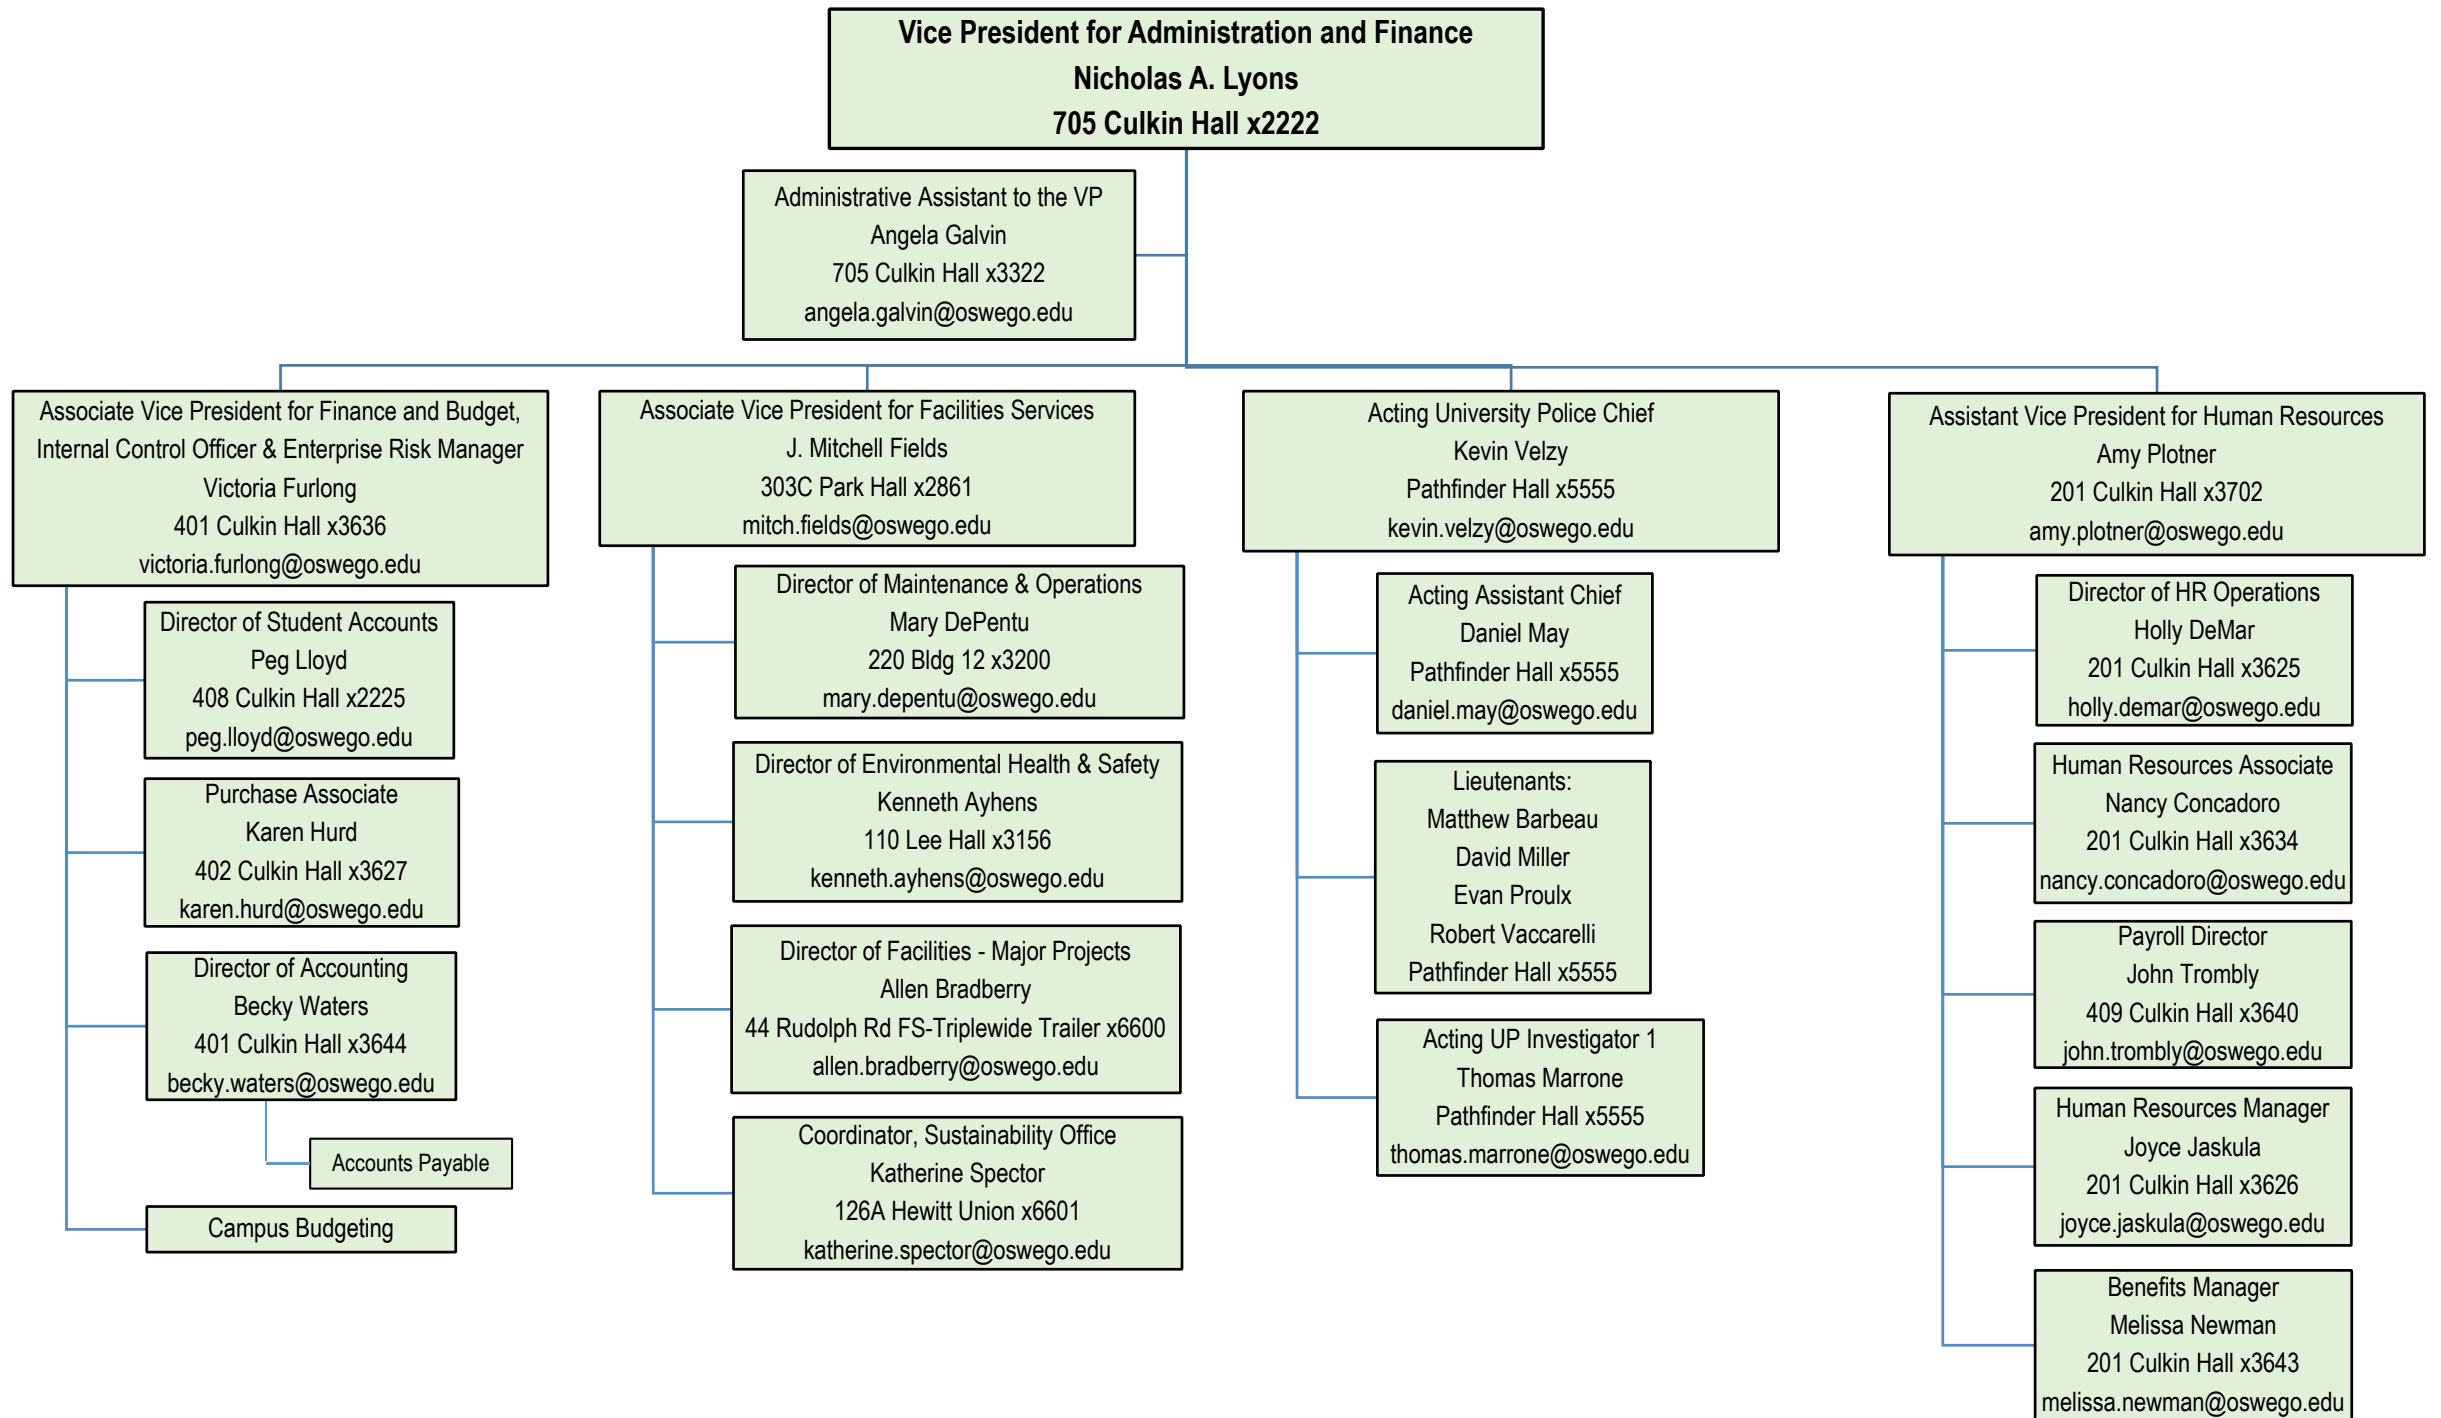 Vice President for Administration and Finance
Nicholas A. Lyons
705 Culkin Hall x2222
Administrative Assistant to the VP
Angela Galvin
705 Culkin Hall x3322
angela.galvin@oswego.edu
Associate Vice President for Finance and Budget,
Internal Control Officer & Enterprise Risk Manager
Victoria Furlong
401 Culkin Hall x3636
victoria.furlong@oswego.edu
Director of Student Accounts
Peg Lloyd
408 Culkin Hall x2225
peg.lloyd@oswego.edu
Purchase Associate
Karen Hurd
402 Culkin Hall x3627
karen.hurd@oswego.edu
Director of Accounting
Becky Waters
401 Culkin Hall x3644
becky.waters@oswego.edu
Accounts Payable
Campus Budgeting
Associate Vice President for Facilities Services
J. Mitchell Fields
303C Park Hall x2861
mitch.fields@oswego.edu
Director of Maintenance & Operations
Mary DePentu
220 Bldg 12 x3200
mary.depentu@oswego.edu
Director of Environmental Health & Safety
Kenneth Ayhens
110 Lee Hall x3156
kenneth.ayhens@oswego.edu
Director of Facilities - Major Projects
Allen Bradberry
44 Rudolph Rd FS-Triplewide Trailer x6600
allen.bradberry@oswego.edu
Coordinator, Sustainability Office
Katherine Spector
126A Hewitt Union x6601
katherine.spector@oswego.edu
Acting University Police Chief
Kevin Velzy
Pathfinder Hall x5555
kevin.velzy@oswego.edu
Acting Assistant Chief
Daniel May
Pathfinder Hall x5555
daniel.may@oswego.edu
Lieutenants:
Matthew Barbeau
David Miller
Evan Proulx
Robert Vaccarelli
Pathfinder Hall x5555
Acting UP Investigator 1
Thomas Marrone
Pathfinder Hall x5555
thomas.marrone@oswego.edu
Assistant Vice President for Human Resources
Amy Plotner
201 Culkin Hall x3702
amy.plotner@oswego.edu
Director of HR Operations
Holly DeMar
201 Culkin Hall x3625
holly.demar@oswego.edu
Human Resources Associate
Nancy Concadoro
201 Culkin Hall x3634
nancy.concadoro@oswego.edu
Payroll Director
John Trombly
409 Culkin Hall x3640
john.trombly@oswego.edu
Human Resources Manager
Joyce Jaskula
201 Culkin Hall x3626
joyce.jaskula@oswego.edu
Benefits Manager
Melissa Newman
201 Culkin Hall x3643
melissa.newman@oswego.edu